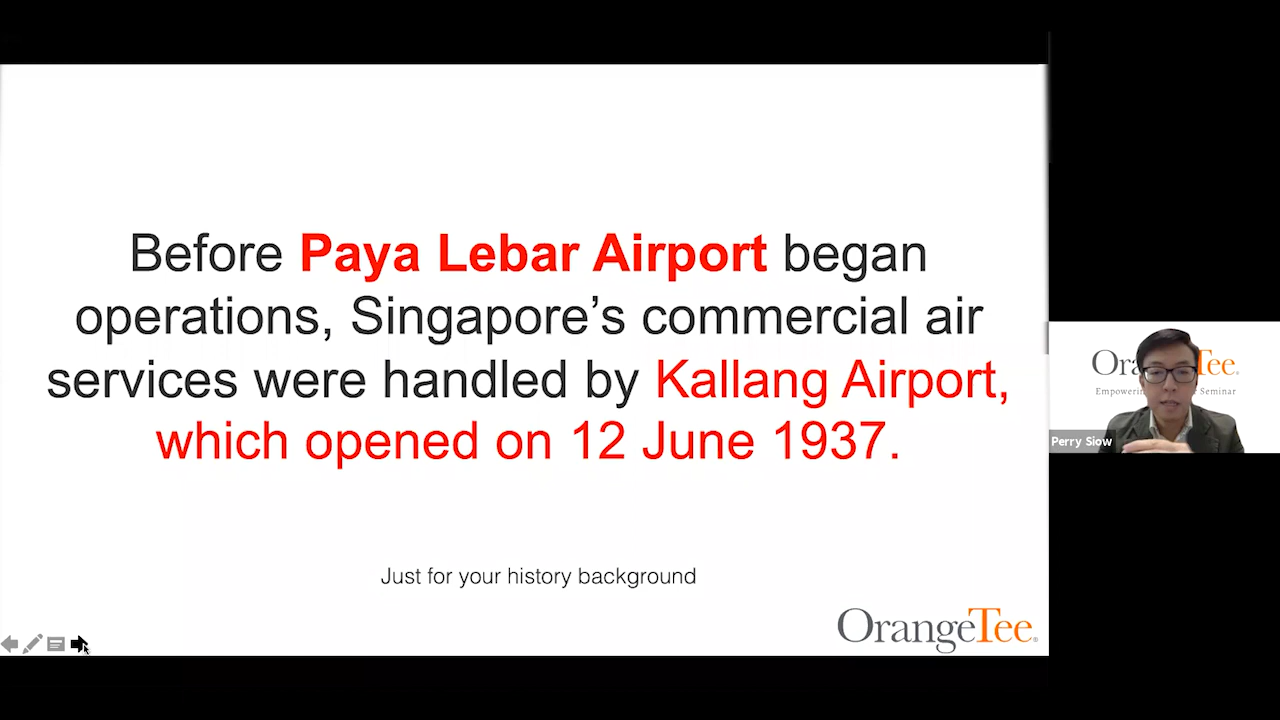 Before Paya Lebar Airport began
operations, Singapore’s commercial air
services were handled by Kallang Airport,
which opened on 12 June 1937.
Just for your history background
OrangeTee
Perry Siow